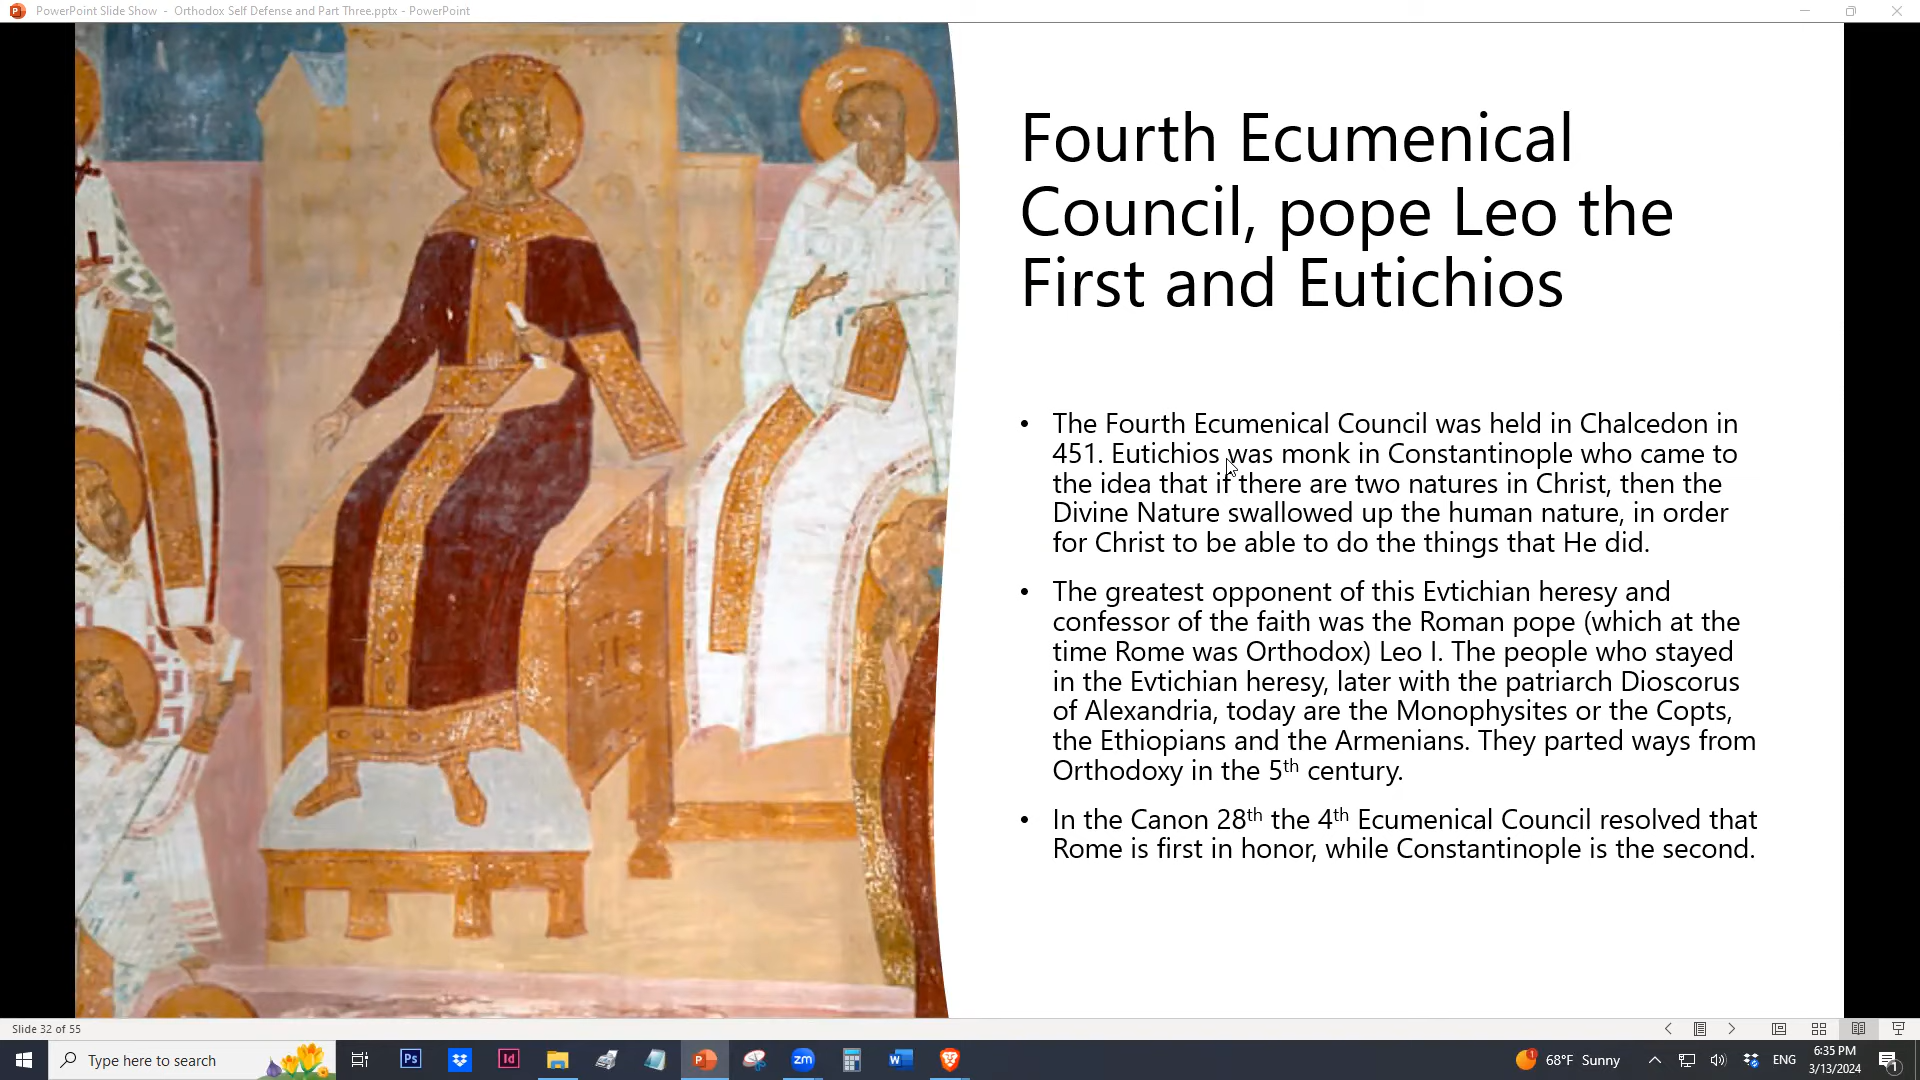 PowerPoint Slide Show - Orthodox Self Defense and Part Three.pptx - PowerPoint
Fourth Ecumenical
Council, pope Leo the
First and Eutichios
• The Fourth Ecumenical Council was held in Chalcedon in
451. Eutichios was monk in Constantinople who came to
the idea that if there are two natures in Christ, then the
Divine Nature swallowed up the human nature, in order
for Christ to be able to do the things that He did.
• The greatest opponent of this Evtichian heresy and
confessor of the faith was the Roman pope (which at the
time Rome was Orthodox) Leo I. The people who stayed
in the Evtichian heresy, later with the patriarch Dioscorus
of Alexandria, today are the Monophysites or the Copts,
the Ethiopians and the Armenians. They parted ways from
Orthodoxy in the 5th century.
• In the Canon 28th the 4th Ecumenical Council resolved that
Rome is first in honor, while Constantinople is the second.
Slide 32 of 55
Type here to search
Ps
Id
P
zm
W
1
68°F Sunny
ENG
6:35 PM
3/13/2024
1